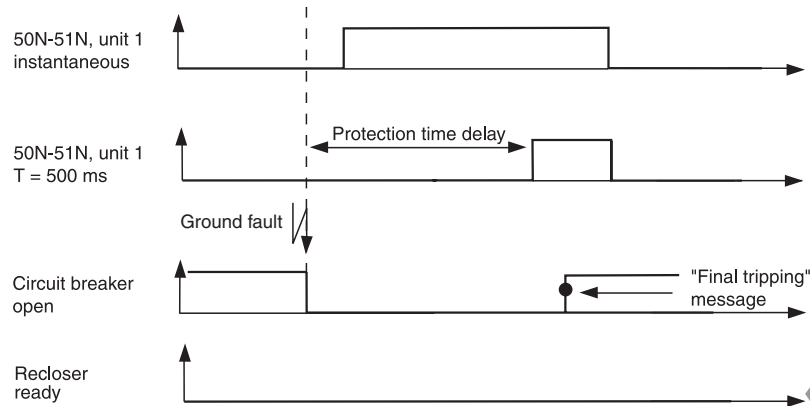 50N-51N, unit 1
instantaneous
Protection time delay
50N-51N, unit 1
T = 500 ms
Ground fault
Circuit breaker
open
"Final tripping"
message
Recloser
ready